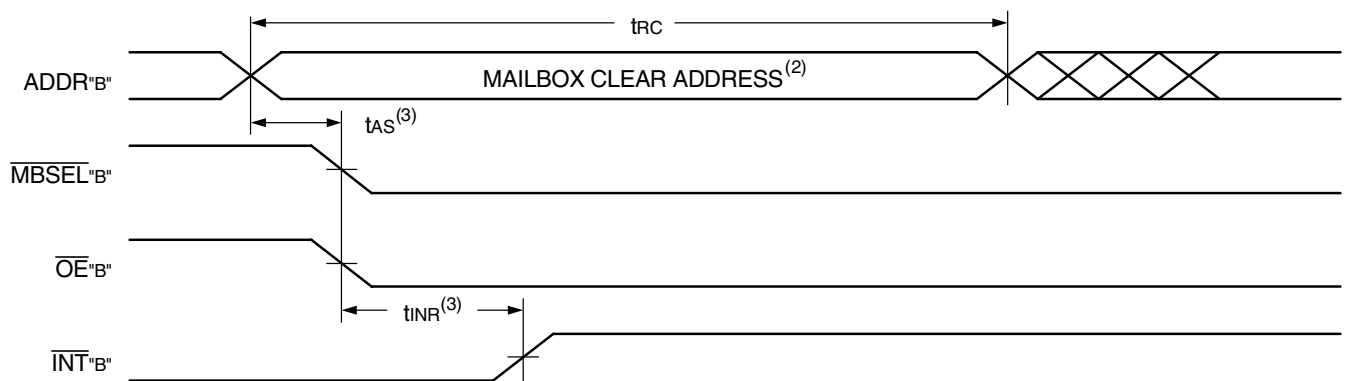 tRC
ADDR"B"
MAILBOX CLEAR ADDRESS(2)
tAS(3)
MBSEL"B"
OE"B"
tINR(3)
INT"B"